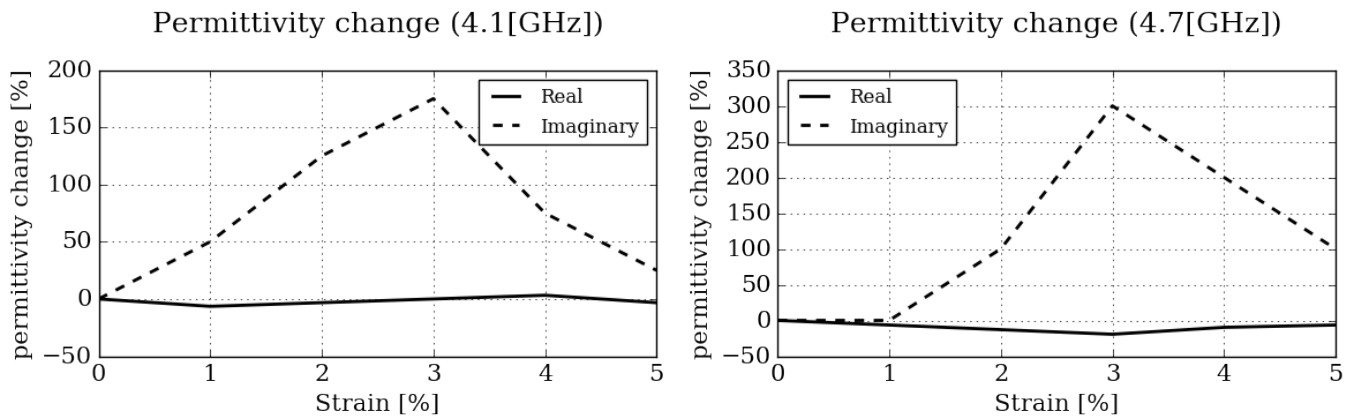 Permittivity change (4.1[GHz])
permittivity change [%]
200
150
100
50
0
−50
Real
Imaginary
0 1 2 3 4 5
Strain [%]
Permittivity change (4.7[GHz])
permittivity change [%]
350
300
250
200
150
100
50
0
−50
Real
Imaginary
0 1 2 3 4 5
Strain [%]